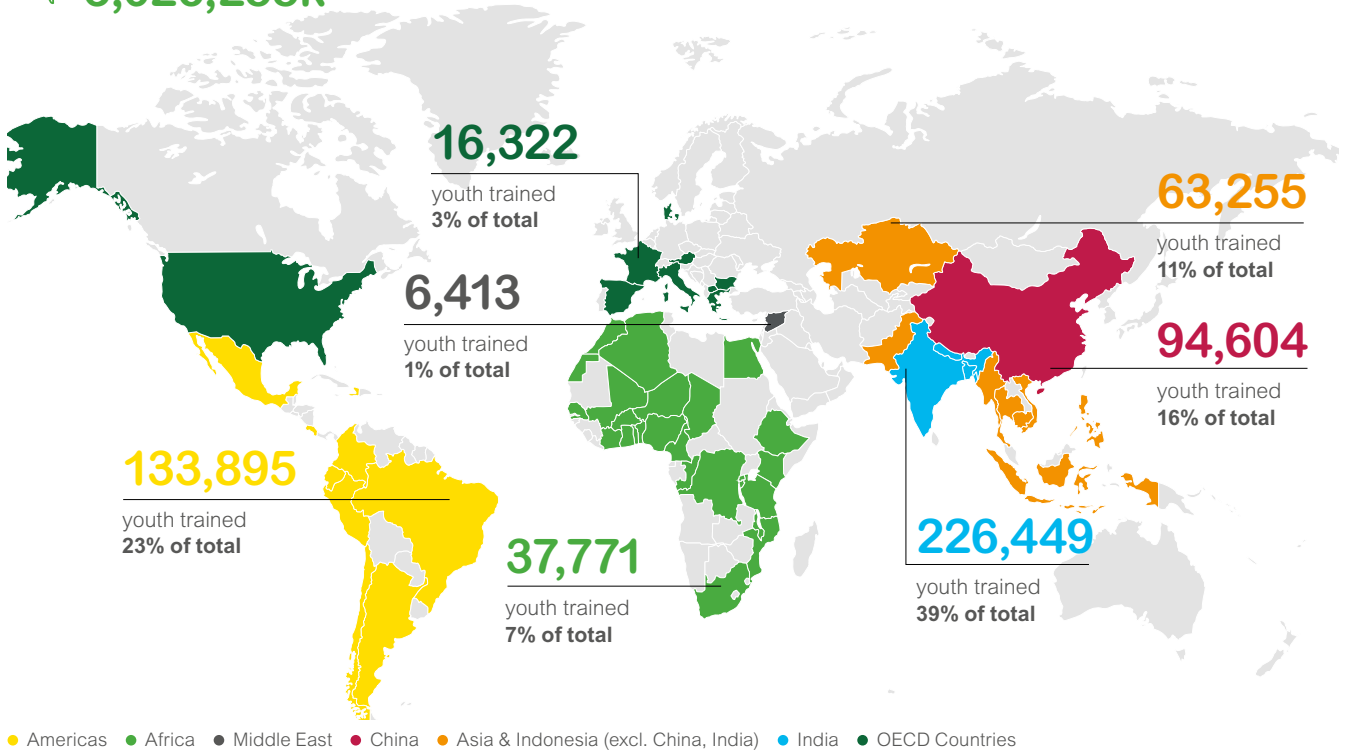 16,322
youth trained
3% of total
63,255
youth trained
11% of total
6,413
youth trained
1% of total
94,604
youth trained
16% of total
133,895
youth trained
23% of total
37,771
youth trained
7% of total
226,449
youth trained
39% of total
Americas Africa Middle East China Asia & Indonesia (excl. China, India) India OECD Countries